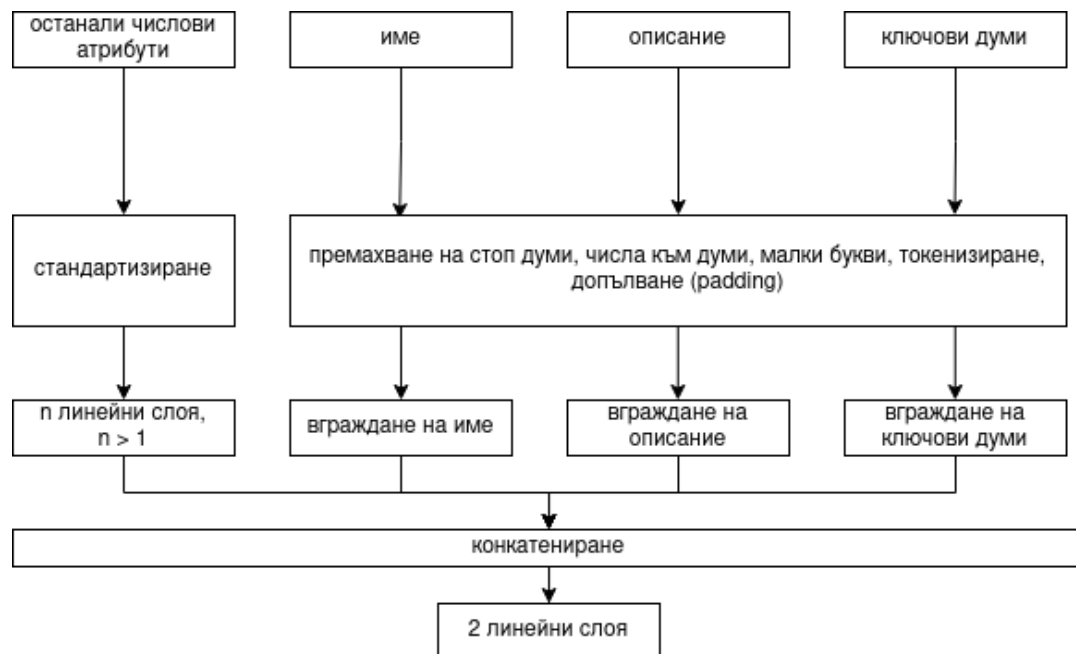 останали числови
атрибути
име
описание
ключови думи
стандартизиране
премахване на стоп думи, числа към думи, малки букви, токенизиране,
допълване (padding)
n линейни слоя,
n > 1
вграждане на име
вграждане на
описание
вграждане на
ключови думи
конкатениране
2 линейни слоя